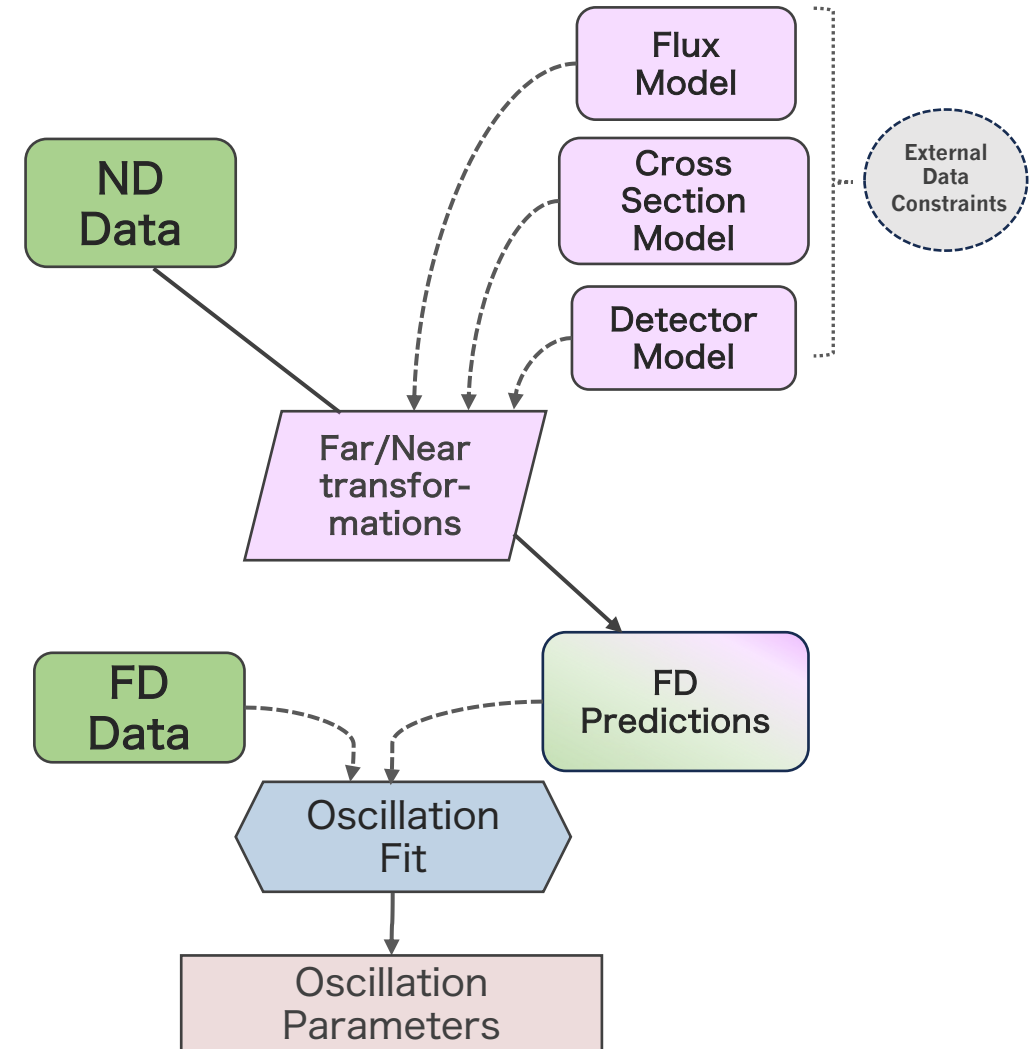 Flux
Model
ND
Data
Cross
Section
Model
External
Data
Constraints
Detector
Model
Far/Near
transfor-
mations
FD
Data
FD
Predictions
Oscillation
Fit
Oscillation
Parameters